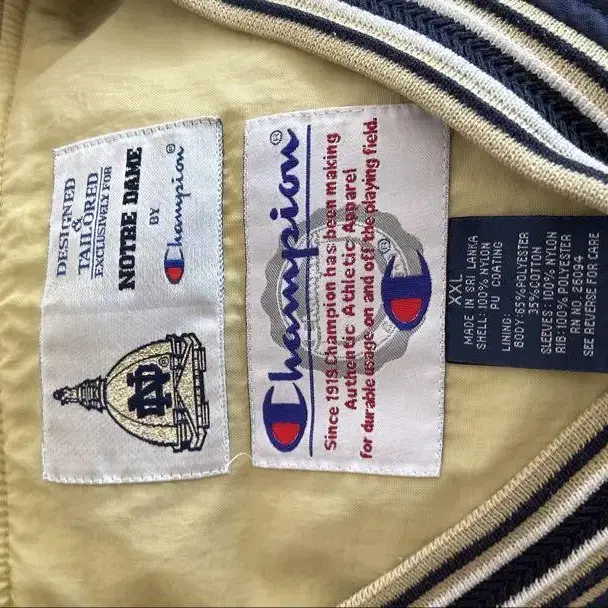 DESIGNED
&
TAILORED
EXCLUSIVELY FOR
NOTRE DAME
BY
Champion®
ND
Champion®
Since 1919 Champion has been making
Authentic Athletic Apparel
for durable usage on and off the playing field.
XXL
MADE IN SRI LANKA
SHELL:100% NYLON
PU COATING
LINING:
BODY:65%POLYESTER
35%COTTON
SLEEVES:100% NYLON
RIB:100% POLYESTER
RN NO. 26094
SEE REVERSE FOR CARE